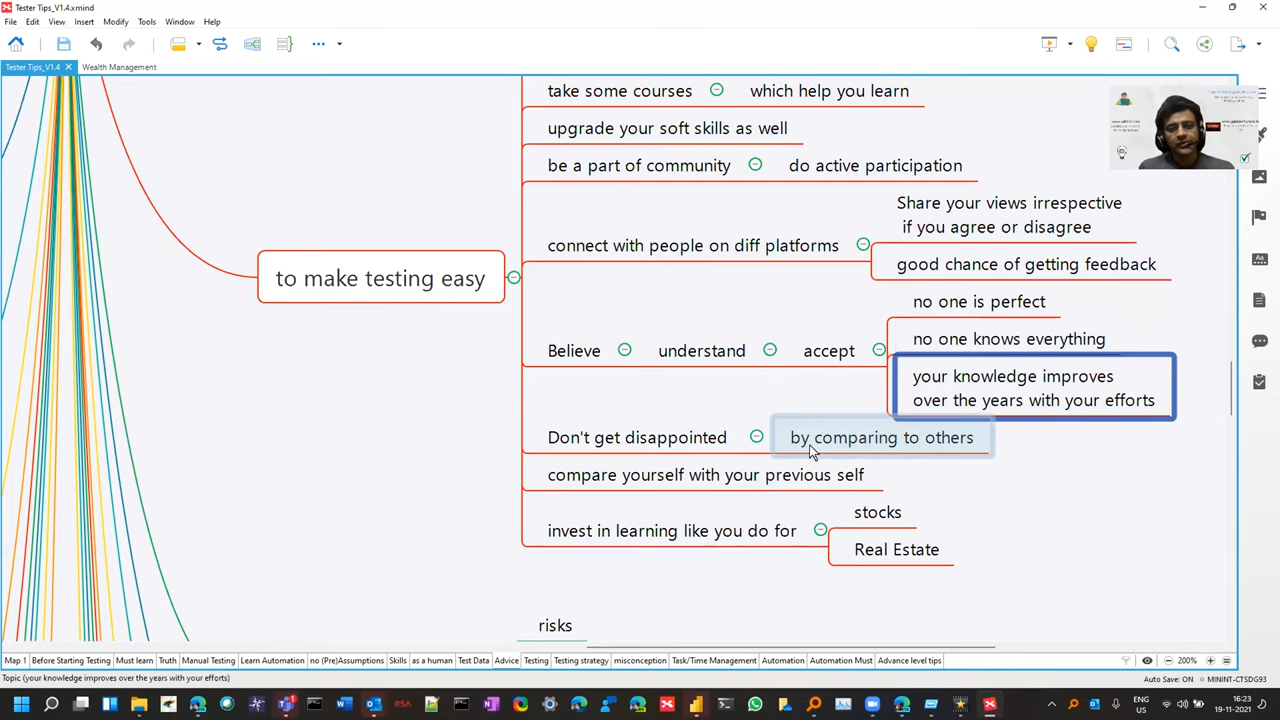 Tester Tips_V1.4.xmind
File Edit View Insert Modify Tools Window Help
Tester Tips_V1.4 Wealth Management
take some courses which help you learn
upgrade your soft skills as well
be a part of community do active participation
Share your views irrespective
if you agree or disagree
connect with people on diff platforms
good chance of getting feedback
to make testing easy
no one is perfect
no one knows everything
Believe understand accept
your knowledge improves
over the years with your efforts
Don't get disappointed by comparing to others
compare yourself with your previous self
stocks
invest in learning like you do for
Real Estate
risks
Map 1 Before Starting Testing Must learn Truth Manual Testing Learn Automation no (Pre)Assumptions Skills as a human Test Data Advice Testing Testing strategy misconception Task/Time Management Automation Automation Must Advance level tips 200%
Topic (your knowledge improves over the years with your efforts) Auto Save: ON MININT-CTSDG93
RSA
ENG
US
16:23
19-11-2021